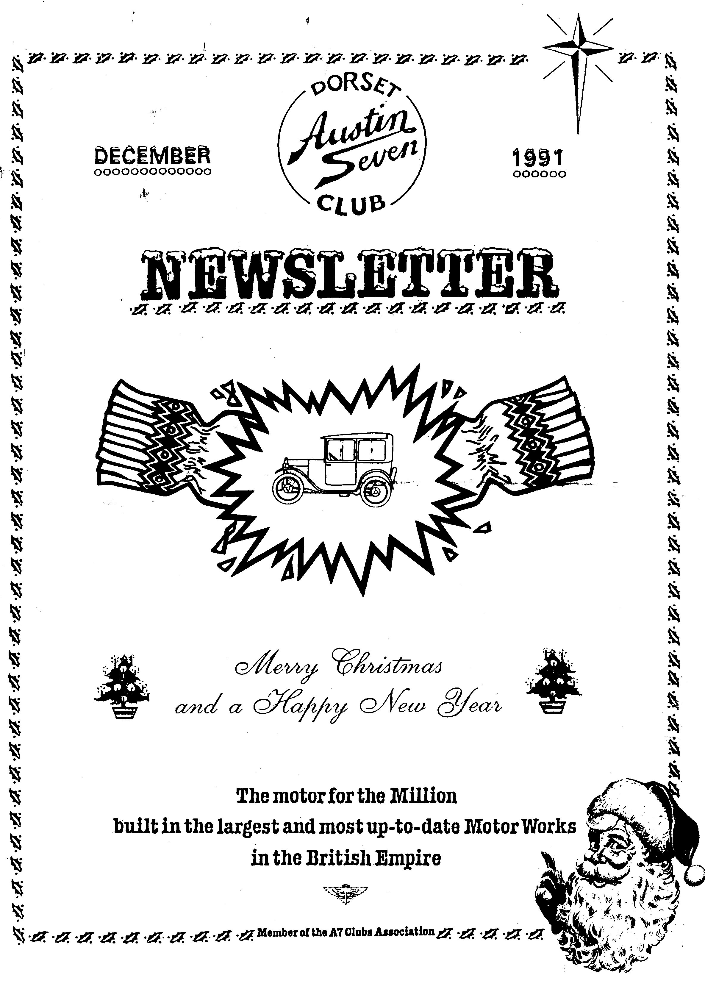 DORSET
Austin
Seven
CLUB
DECEMBER
1991
NEWSLETTER
Merry Christmas
and a Happy New Year
The motor for the Million
built in the largest and most up-to-date Motor Works
in the British Empire
Member of the A7 Clubs Association